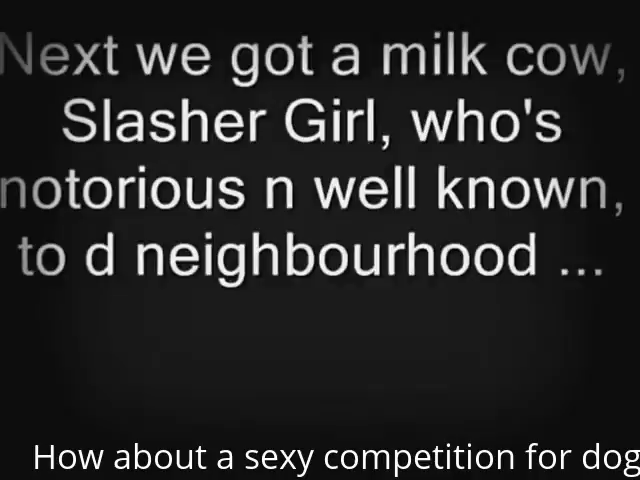 Next we got a milk cow,
Slasher Girl, who's
notorious n well known,
to d neighbourhood ...
How about a sexy competition for dog